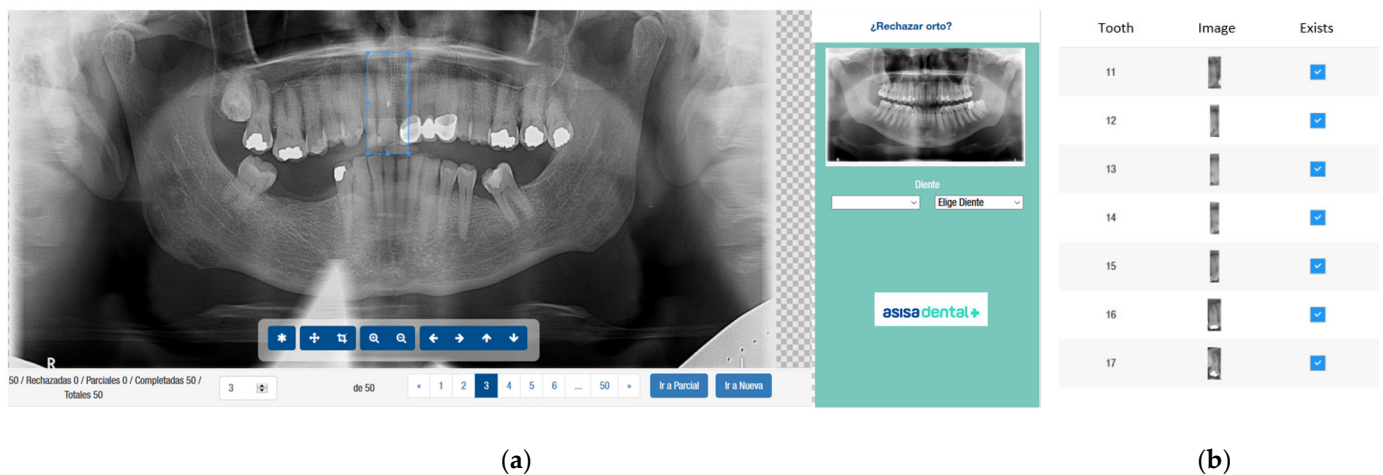 ¿Rechazar orto?
Diente
Elige Diente
asisa dental+
R
50 / Rechazadas 0 / Parciales 0 / Completadas 50 /
Totales 50
3
de 50
« 1 2 3 4 5 6 ... 50 »
Ir a Parcial
Ir a Nueva
(a)
Tooth Image Exists
11
12
13
14
15
16
17
(b)